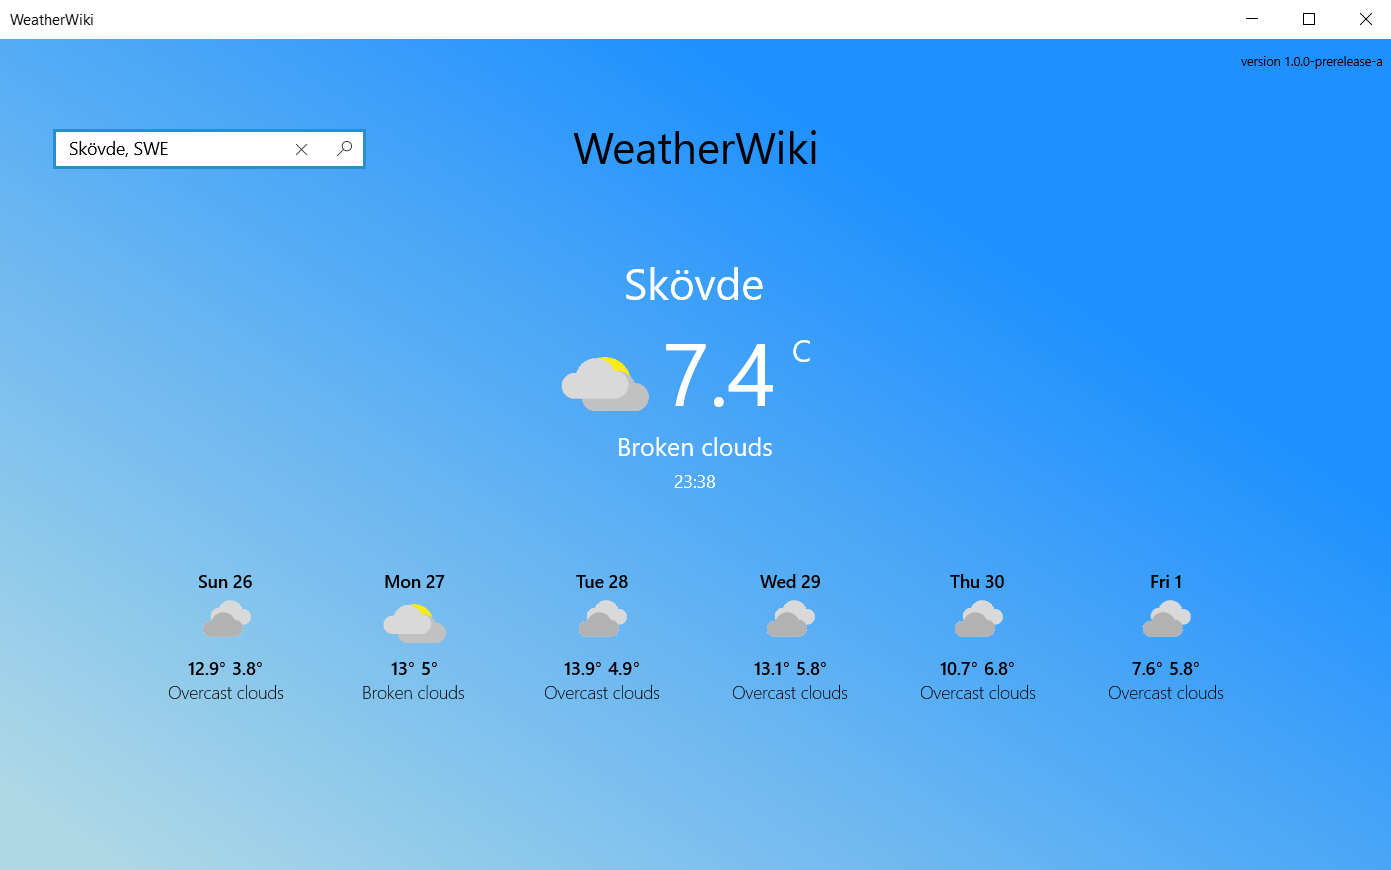 WeatherWiki
version 1.0.0-prerelease-a
Skövde, SWE
WeatherWiki
Skövde
7.4 C
Broken clouds
23:38
Sun 26 Mon 27 Tue 28 Wed 29 Thu 30 Fri 1
12.9° 3.8° 13° 5° 13.9° 4.9° 13.1° 5.8° 10.7° 6.8° 7.6° 5.8°
Overcast clouds Broken clouds Overcast clouds Overcast clouds Overcast clouds Overcast clouds